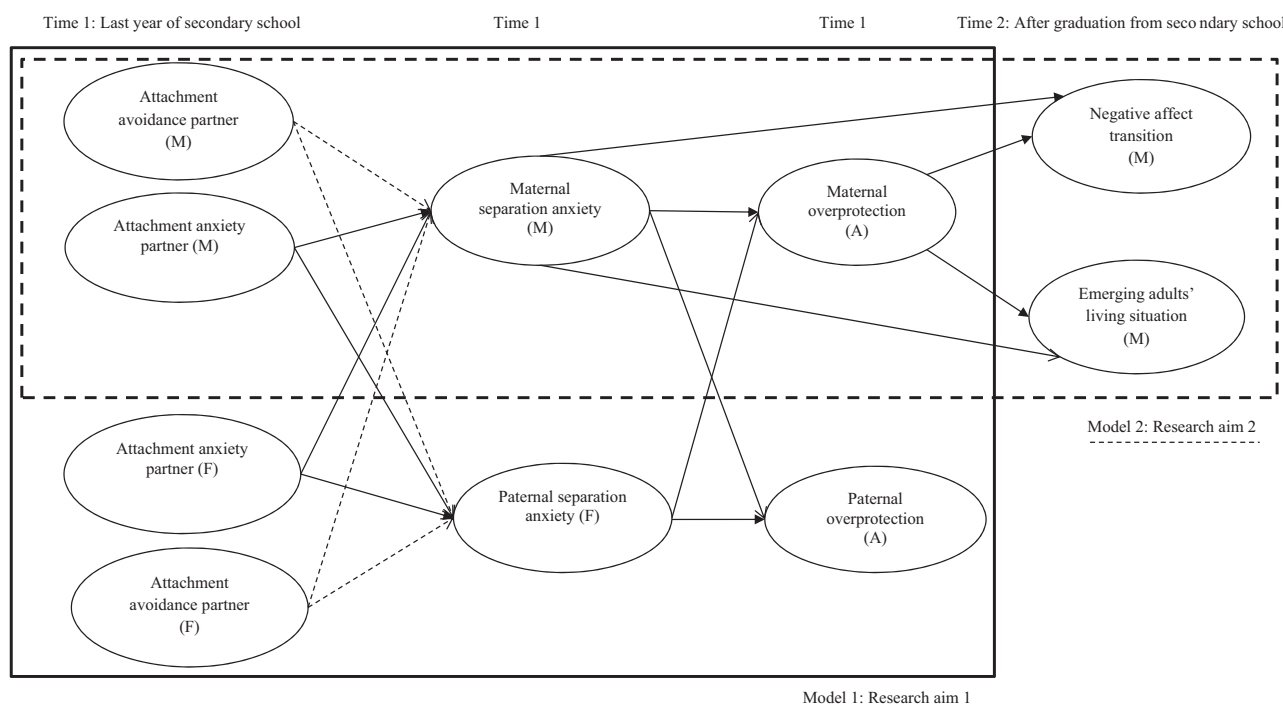 Time 1: Last year of secondary school
Time 1
Time 1
Time 2: After graduation from secondary school
Attachment
avoidance partner
(M)
Attachment anxiety
partner (M)
Attachment anxiety
partner (F)
Attachment
avoidance partner
(F)
Maternal
separation anxiety
(M)
Paternal separation
anxiety (F)
Maternal
overprotection
(A)
Paternal
overprotection
(A)
Negative affect
transition
(M)
Emerging adults’
living situation
(M)
Model 2: Research aim 2
Model 1: Research aim 1